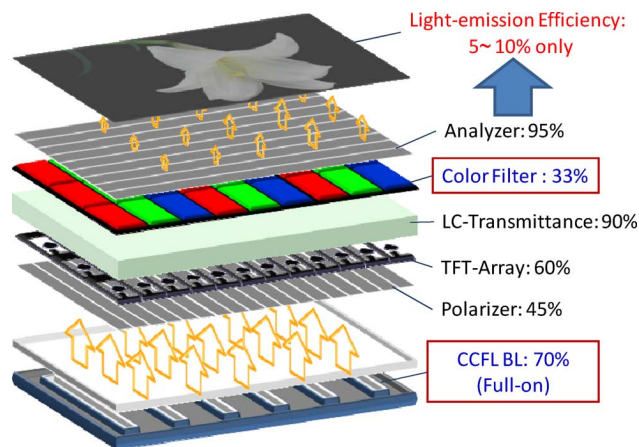 Light-emission Efficiency:
5~ 10% only
Analyzer: 95%
Color Filter : 33%
LC-Transmittance: 90%
TFT-Array: 60%
Polarizer: 45%
CCFL BL: 70%
(Full-on)